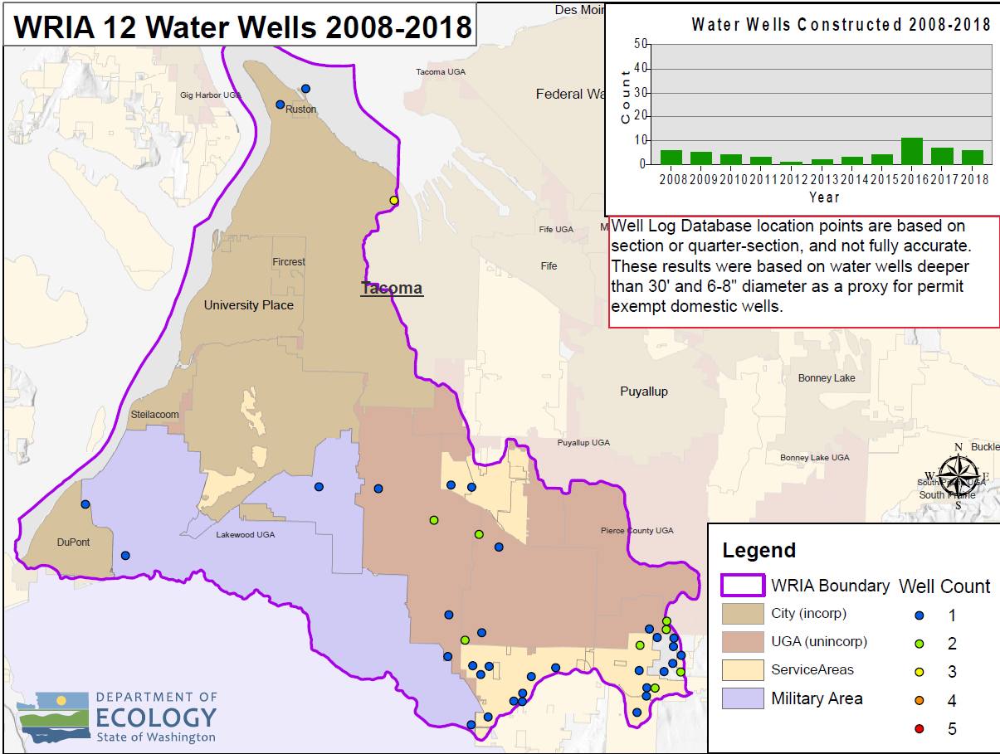 WRIA 12 Water Wells 2008-2018
Des Moin
Tacoma UGA
Gig Harbor UGA
Federal Wa
Ruston
Water Wells Constructed 2008-2018
50
40
30
20
10
0
Count
2008 2009 2010 2011 2012 2013 2014 2015 2016 2017 2018
Year
Well Log Database location points are based on
section or quarter-section, and not fully accurate.
These results were based on water wells deeper
than 30' and 6-8" diameter as a proxy for permit
exempt domestic wells.
Fife UGA
M
Fife
Fircrest
Tacoma
University Place
Bonney Lake
Puyallup
Steilacoom
Puyallup UGA
Bonney Lake UGA
Buckle
N
W E
S
South Prairie UGA
South Prairie
Lakewood UGA
Pierce County UGA
DuPont
Legend
WRIA Boundary
City (incorp)
UGA (unincorp)
ServiceAreas
Military Area
Well Count
1
2
3
4
5
DEPARTMENT OF
ECOLOGY
State of Washington